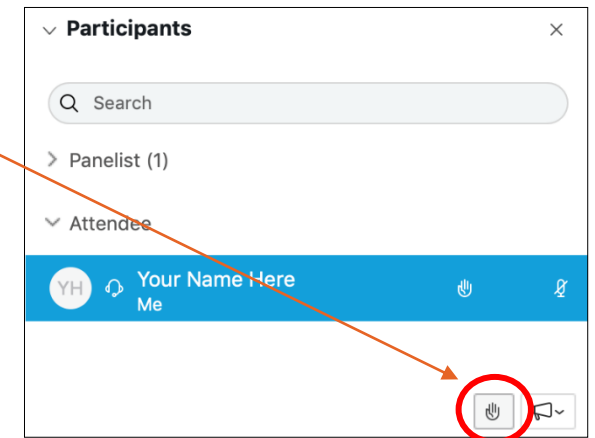 Participants
Search
Panelist (1)
Attendee
YH
Your Name Here
Me